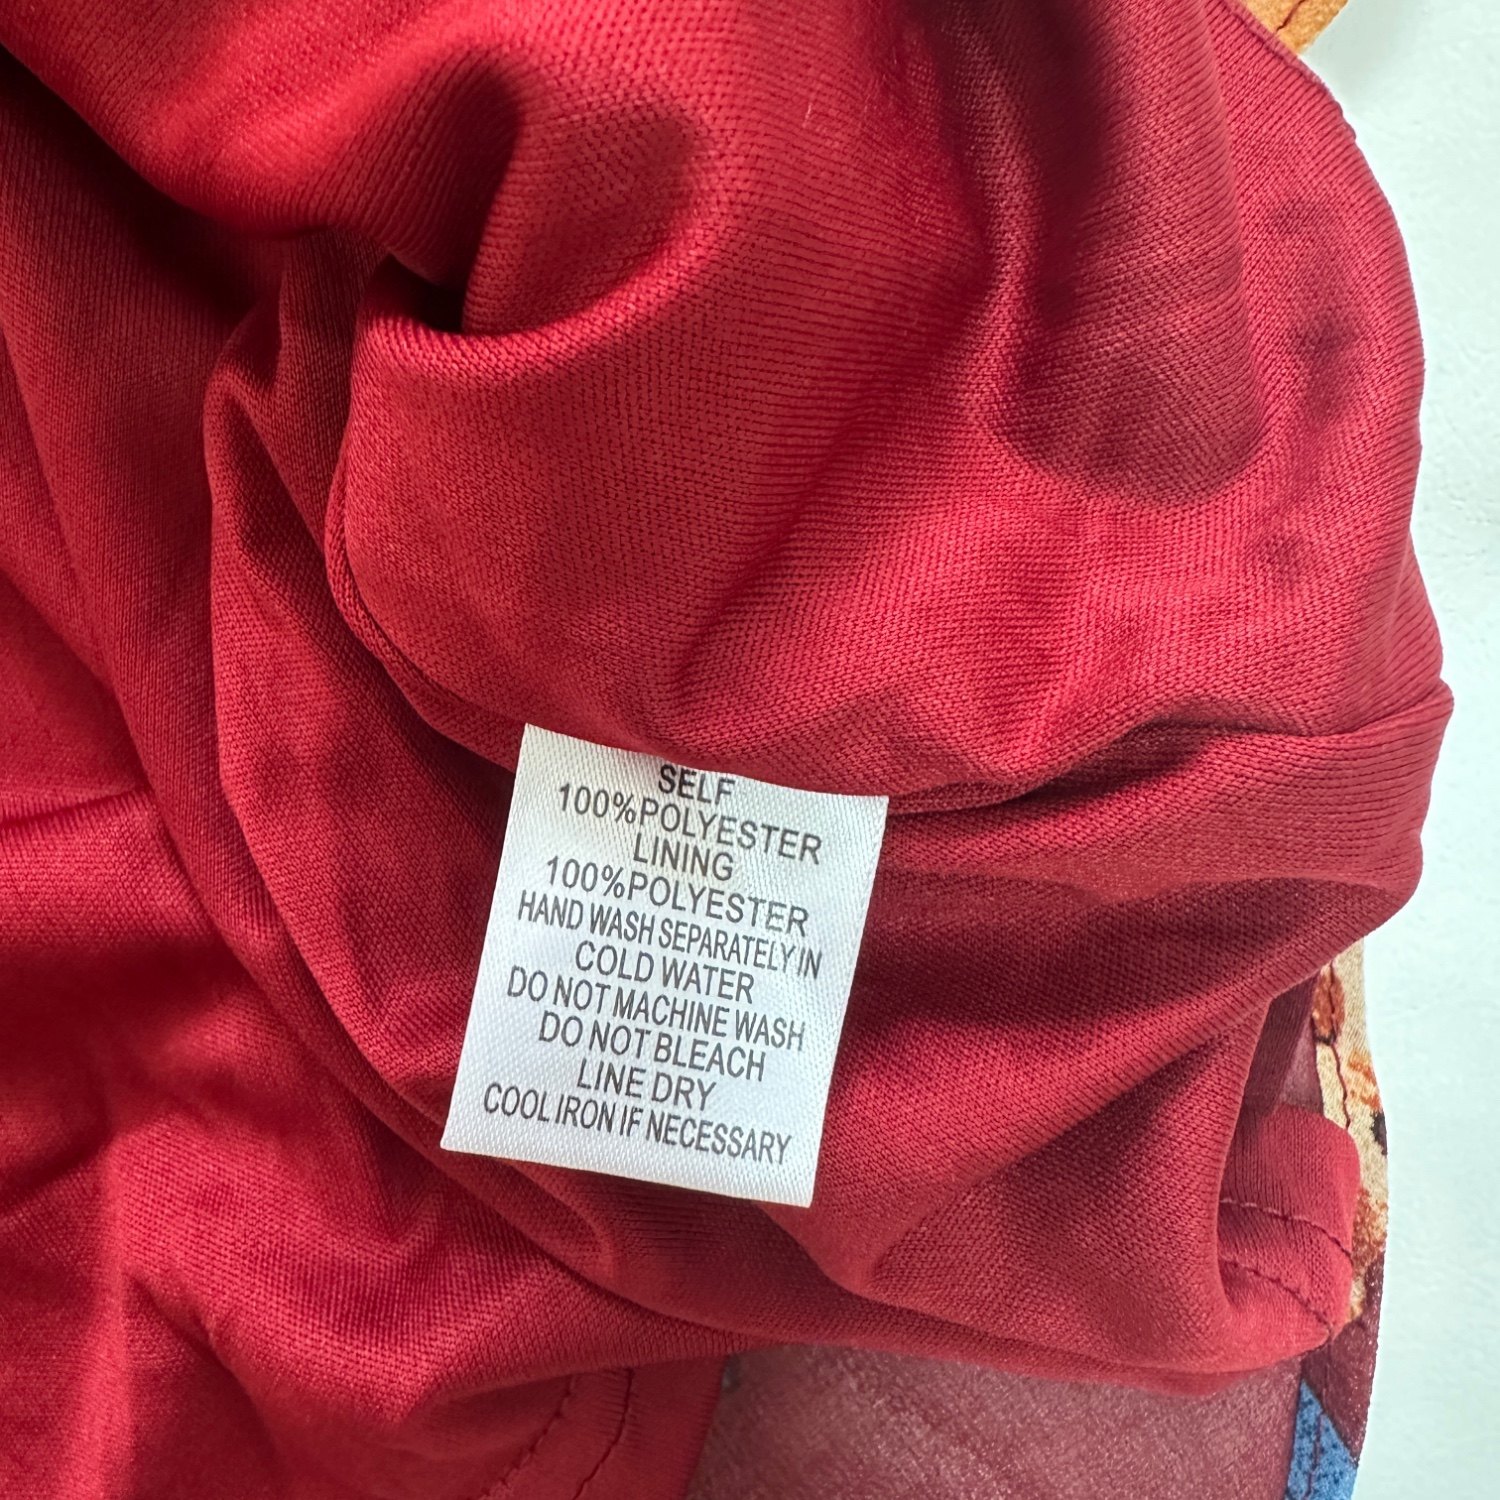 SELF
100%POLYESTER
LINING
100%POLYESTER
HAND WASH SEPARATELY IN
COLD WATER
DO NOT MACHINE WASH
DO NOT BLEACH
LINE DRY
COOL IRON IF NECESSARY